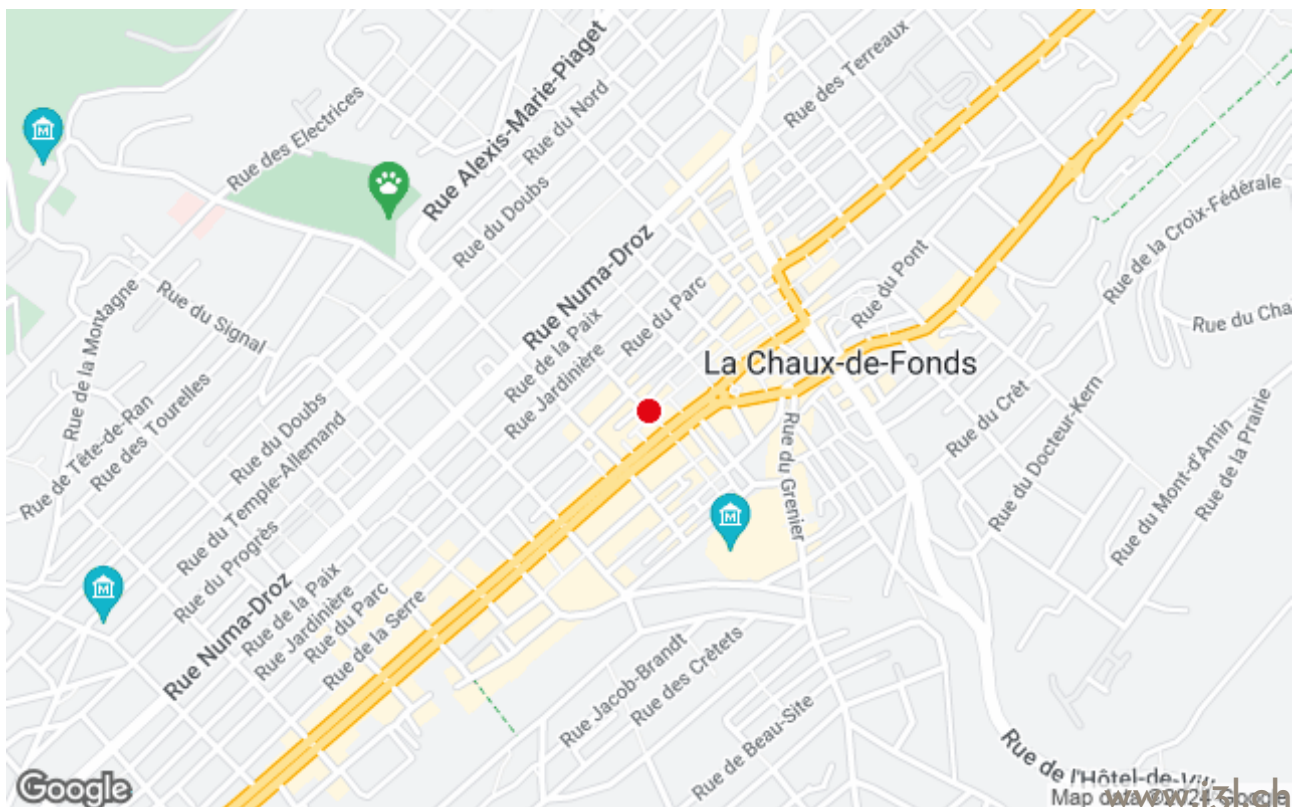 Rue des Terreaux
Rue Alexis-Marie-Piaget
Rue du Nord
Rue des Electrices
M
Rue du Doubs
Rue de la Croix-Fédérale
Rue Numa-Droz
Rue du Parc
Rue du Pont
Rue de la Montagne
Rue du Signal
Rue de la Paix
Rue Jardinière
Rue du Cha
La Chaux-de-Fonds
Rue de Tête-de-Ran
Rue des Tourelles
Rue du Doubs
Rue du Temple-Allemand
Rue du Progrès
Rue du Crêt
Rue du Docteur-Kern
Rue du Mont-d'Amin
Rue de la Prairie
Rue du Grenier
M
M
Rue Numa-Droz
Rue de la Paix
Rue Jardinière
Rue du Parc
Rue de la Serre
Rue Jacob-Brandt
Rue des Crêtets
Rue de Beau-Site
Rue de l'Hôtel-de-Vil
Google
Map data ©2024 Google